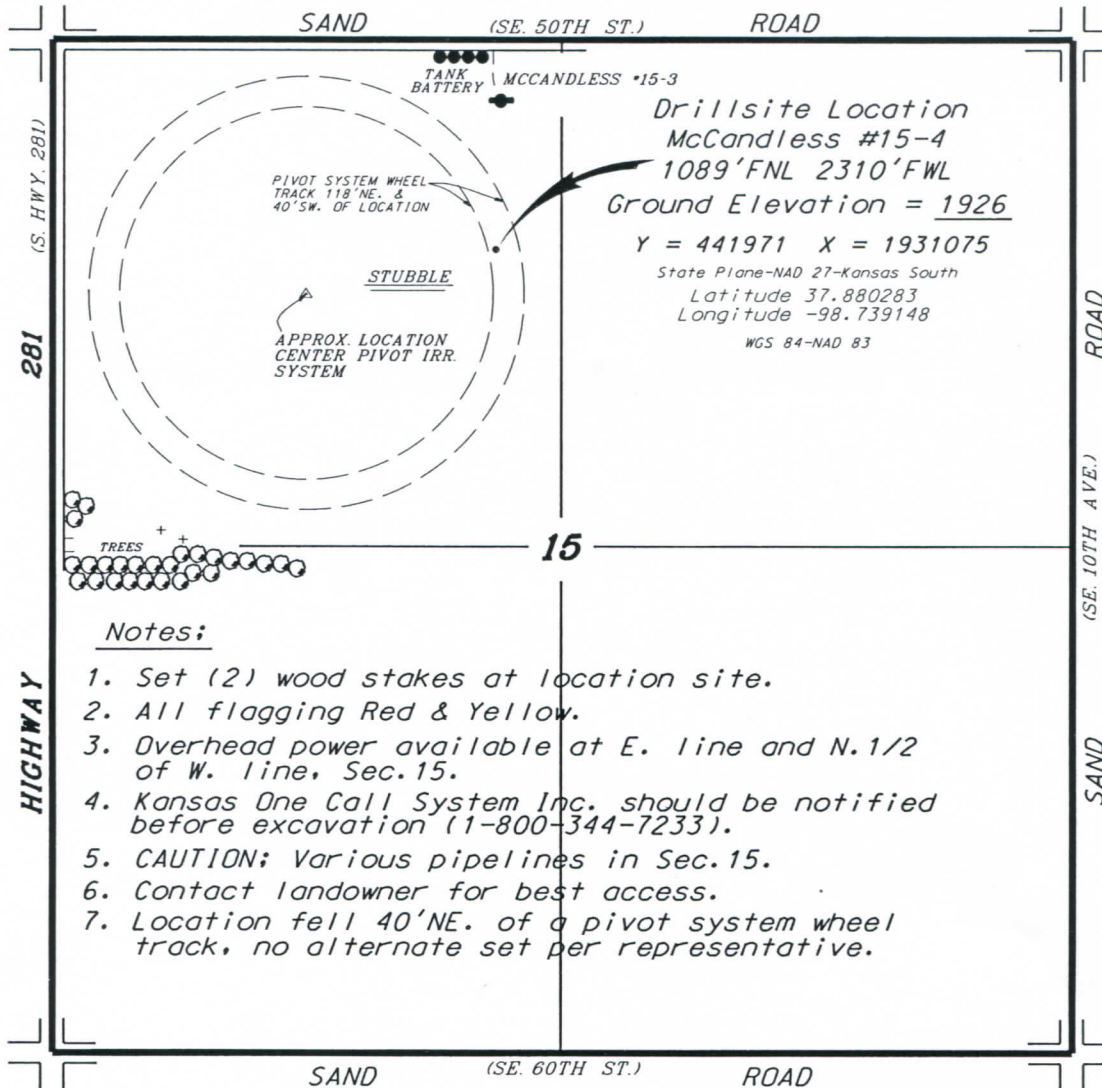 SAND (SE. 50TH ST.) ROAD
TANK
BATTERY
MCCANDLESS #15-3
(S. HWY. 281)
281
HIGHWAY
Drillsite Location
McCandless #15-4
1089'FNL 2310'FWL
Ground Elevation = 1926
Y = 441971 X = 1931075
State Plane-NAD 27-Kansas South
Latitude 37.880283
Longitude -98.739148
WGS 84-NAD 83
PIVOT SYSTEM WHEEL
TRACK 118'NE. &
40'SW. OF LOCATION
STUBBLE
APPROX. LOCATION
CENTER PIVOT IRR.
SYSTEM
ROAD
(SE. 10TH AVE.)
SAND
TREES
15
Notes:
1. Set (2) wood stakes at location site.
2. All flagging Red & Yellow.
3. Overhead power available at E. line and N. 1/2
of W. line, Sec. 15.
4. Kansas One Call System Inc. should be notified
before excavation (1-800-344-7233).
5. CAUTION: Various pipelines in Sec. 15.
6. Contact landowner for best access.
7. Location fell 40'NE. of a pivot system wheel
track, no alternate set per representative.
SAND (SE. 60TH ST.) ROAD